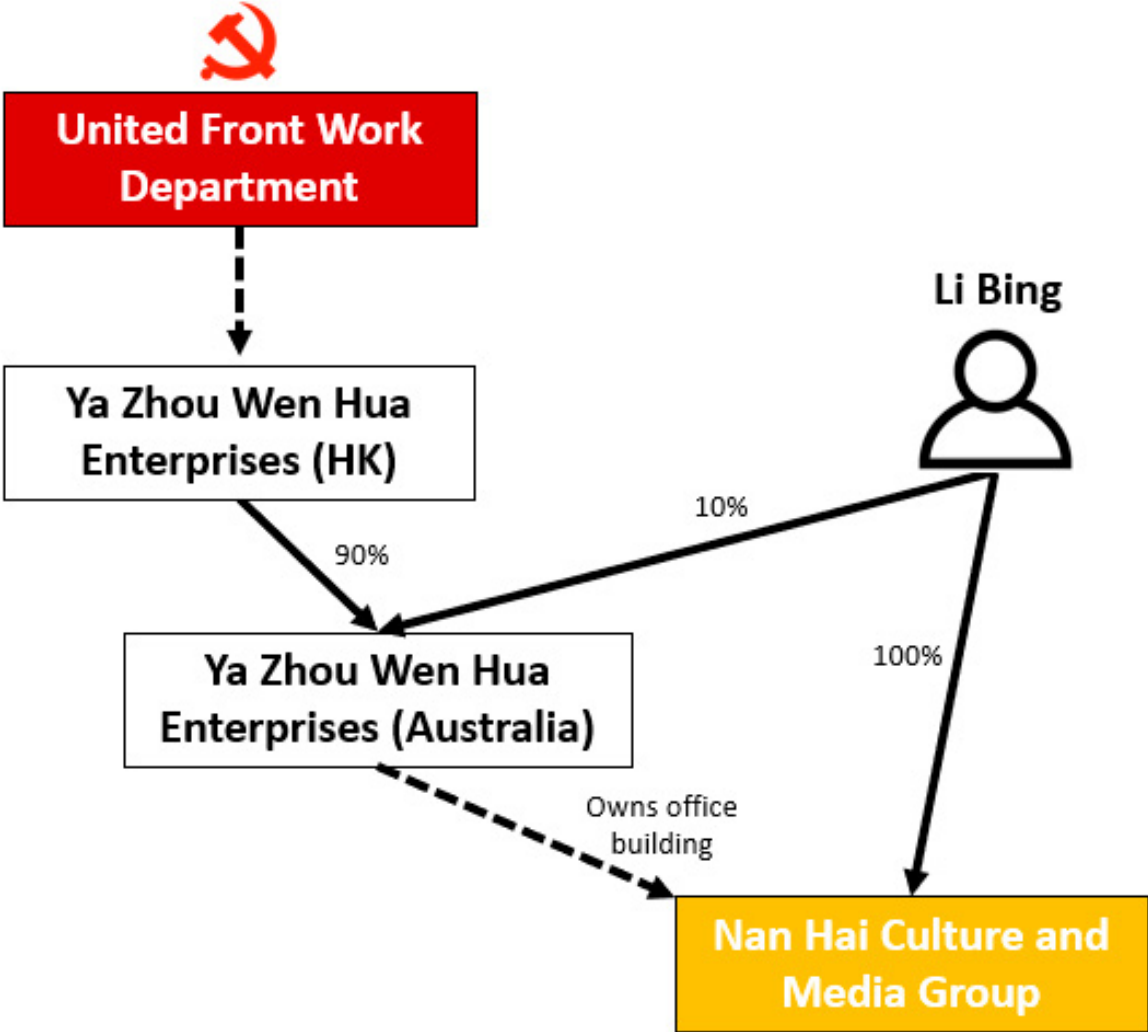 United Front Work
Department
Li Bing
Ya Zhou Wen Hua
Enterprises (HK)
10%
90%
Ya Zhou Wen Hua
Enterprises (Australia)
100%
Owns office
building
Nan Hai Culture and
Media Group